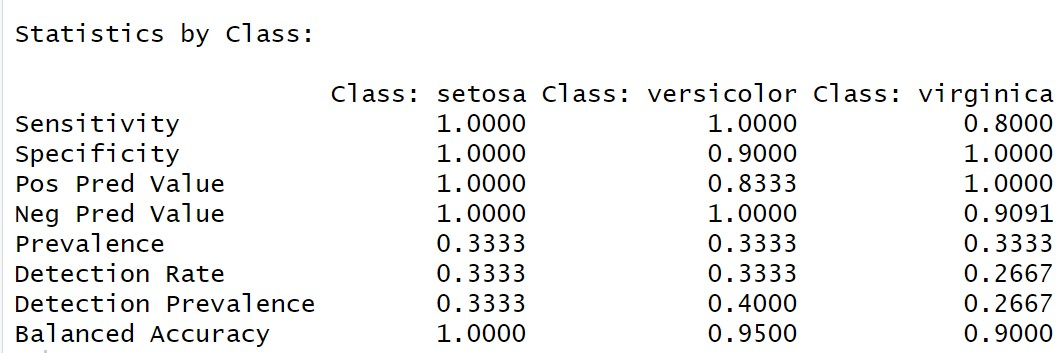 Statistics by Class:
                     Class: setosa Class: versicolor Class: virginica
Sensitivity                 1.0000            1.0000           0.8000
Specificity                 1.0000            0.9000           1.0000
Pos Pred Value              1.0000            0.8333           1.0000
Neg Pred Value              1.0000            1.0000           0.9091
Prevalence                  0.3333            0.3333           0.3333
Detection Rate              0.3333            0.3333           0.2667
Detection Prevalence        0.3333            0.4000           0.2667
Balanced Accuracy           1.0000            0.9500           0.9000